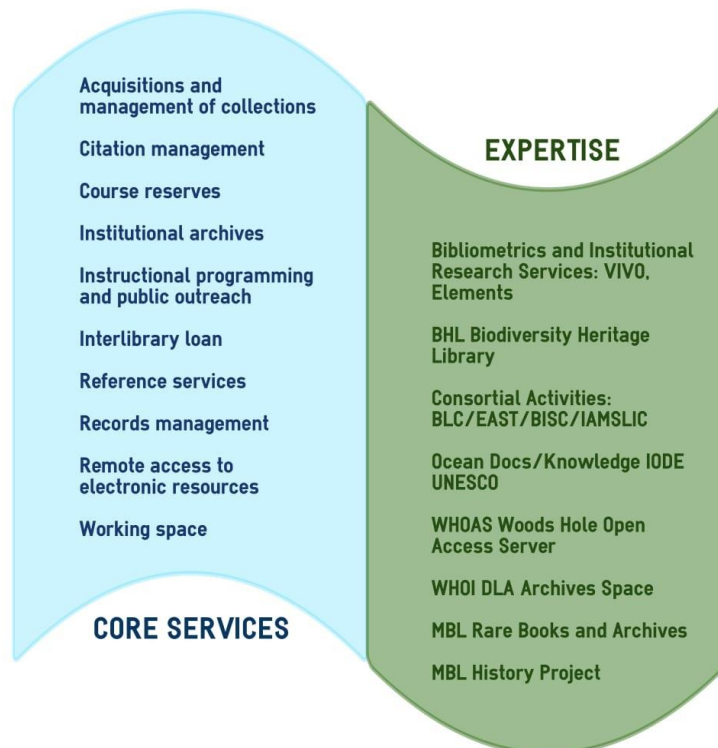 Acquisitions and
management of collections
Citation management
Course reserves
Institutional archives
Instructional programming
and public outreach
Interlibrary loan
Reference services
Records management
Remote access to
electronic resources
Working space
CORE SERVICES
EXPERTISE
Bibliometrics and Institutional
Research Services: VIVO,
Elements
BHL Biodiversity Heritage
Library
Consortial Activities:
BLC/EAST/BISC/IAMSLIC
Ocean Docs/Knowledge IODE
UNESCO
WHOAS Woods Hole Open
Access Server
WHOI DLA Archives Space
MBL Rare Books and Archives
MBL History Project